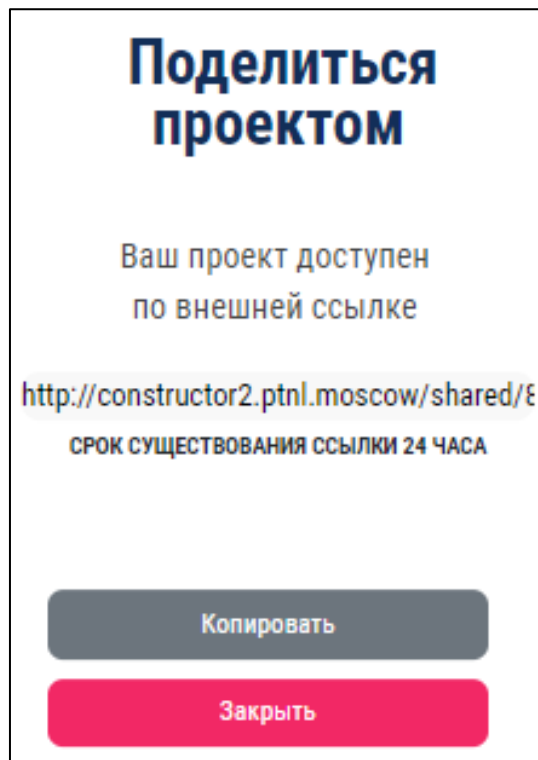 Поделиться
проектом
Ваш проект доступен
по внешней ссылке
http://constructor2.ptnl.moscow/shared/8
СРОК СУЩЕСТВОВАНИЯ ССЫЛКИ 24 ЧАСА
Копировать
Закрыть